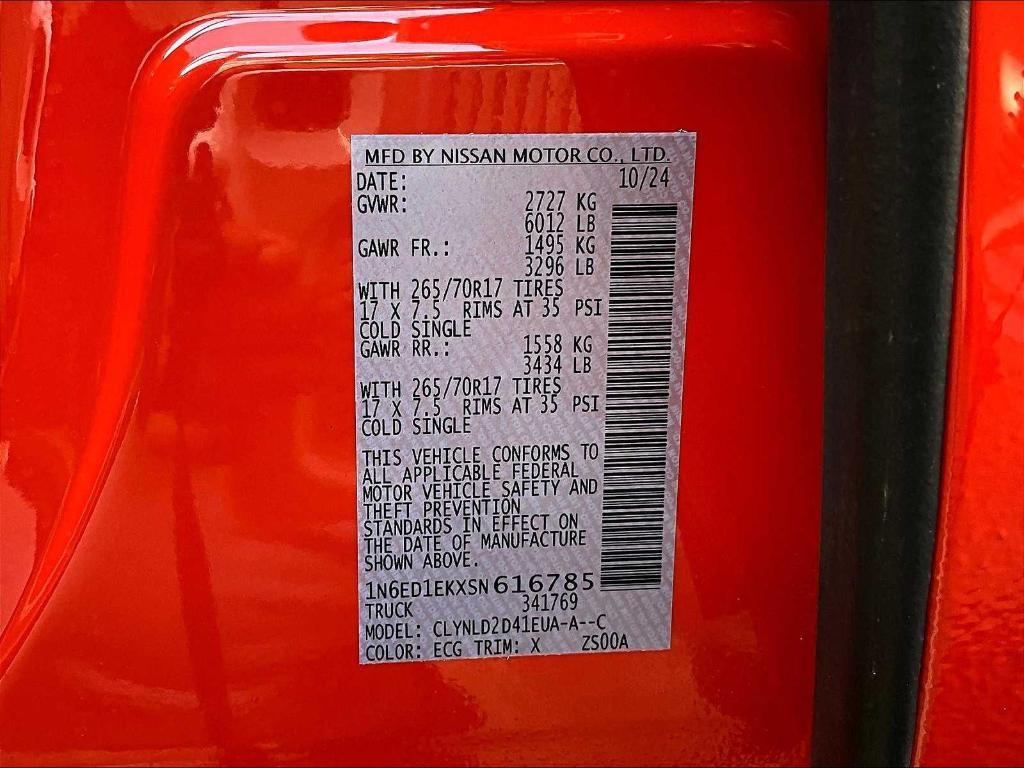 MFD BY NISSAN MOTOR CO., LTD.
DATE: 10/24
GVWR: 2727 KG
6012 LB
GAWR FR.: 1495 KG
3296 LB
WITH 265/70R17 TIRES
17 X 7.5 RIMS AT 35 PSI
COLD SINGLE
GAWR RR.: 1558 KG
3434 LB
WITH 265/70R17 TIRES
17 X 7.5 RIMS AT 35 PSI
COLD SINGLE
THIS VEHICLE CONFORMS TO
ALL APPLICABLE FEDERAL
MOTOR VEHICLE SAFETY AND
THEFT PREVENTION
STANDARDS IN EFFECT ON
THE DATE OF MANUFACTURE
SHOWN ABOVE.
1N6ED1EKXSN616785
TRUCK 341769
MODEL: CLYNLD2D41EUA-A--C
COLOR: ECG TRIM: X ZS00A